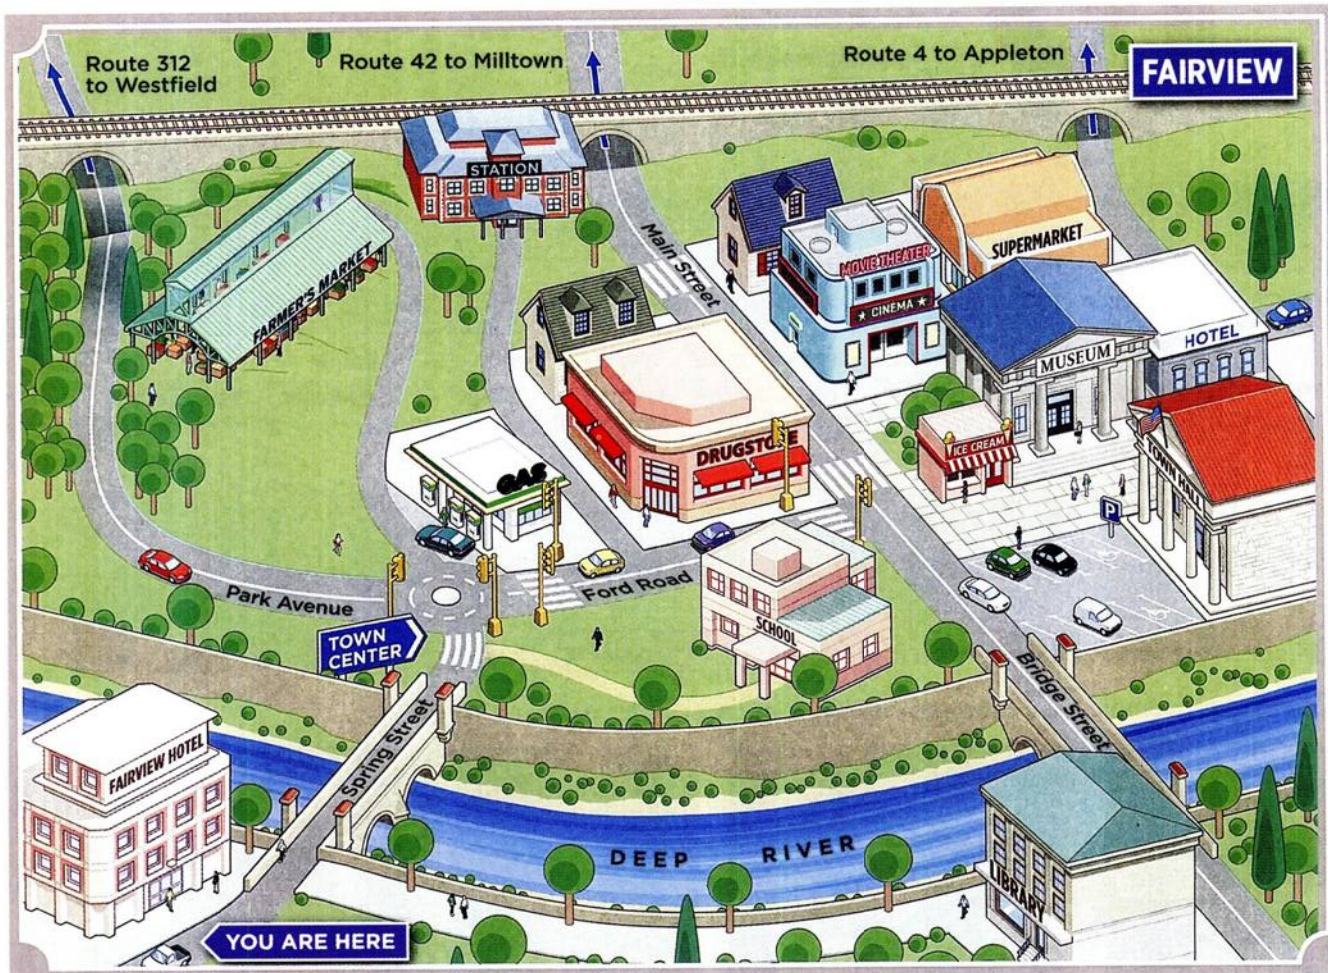 Route 312
to Westfield
Route 42 to Milltown
Route 4 to Appleton
FAIRVIEW
STATION
Main Street
MOVIE THEATER
★ CINEMA ★
SUPERMARKET
FARMER'S MARKET
MUSEUM
HOTEL
DRUGSTORE
ICE CREAM
TOWN HALL
GAS
P
Park Avenue
Ford Road
SCHOOL
TOWN
CENTER
Bridge Street
Spring Street
FAIRVIEW HOTEL
DEEP RIVER
LIBRARY
YOU ARE HERE